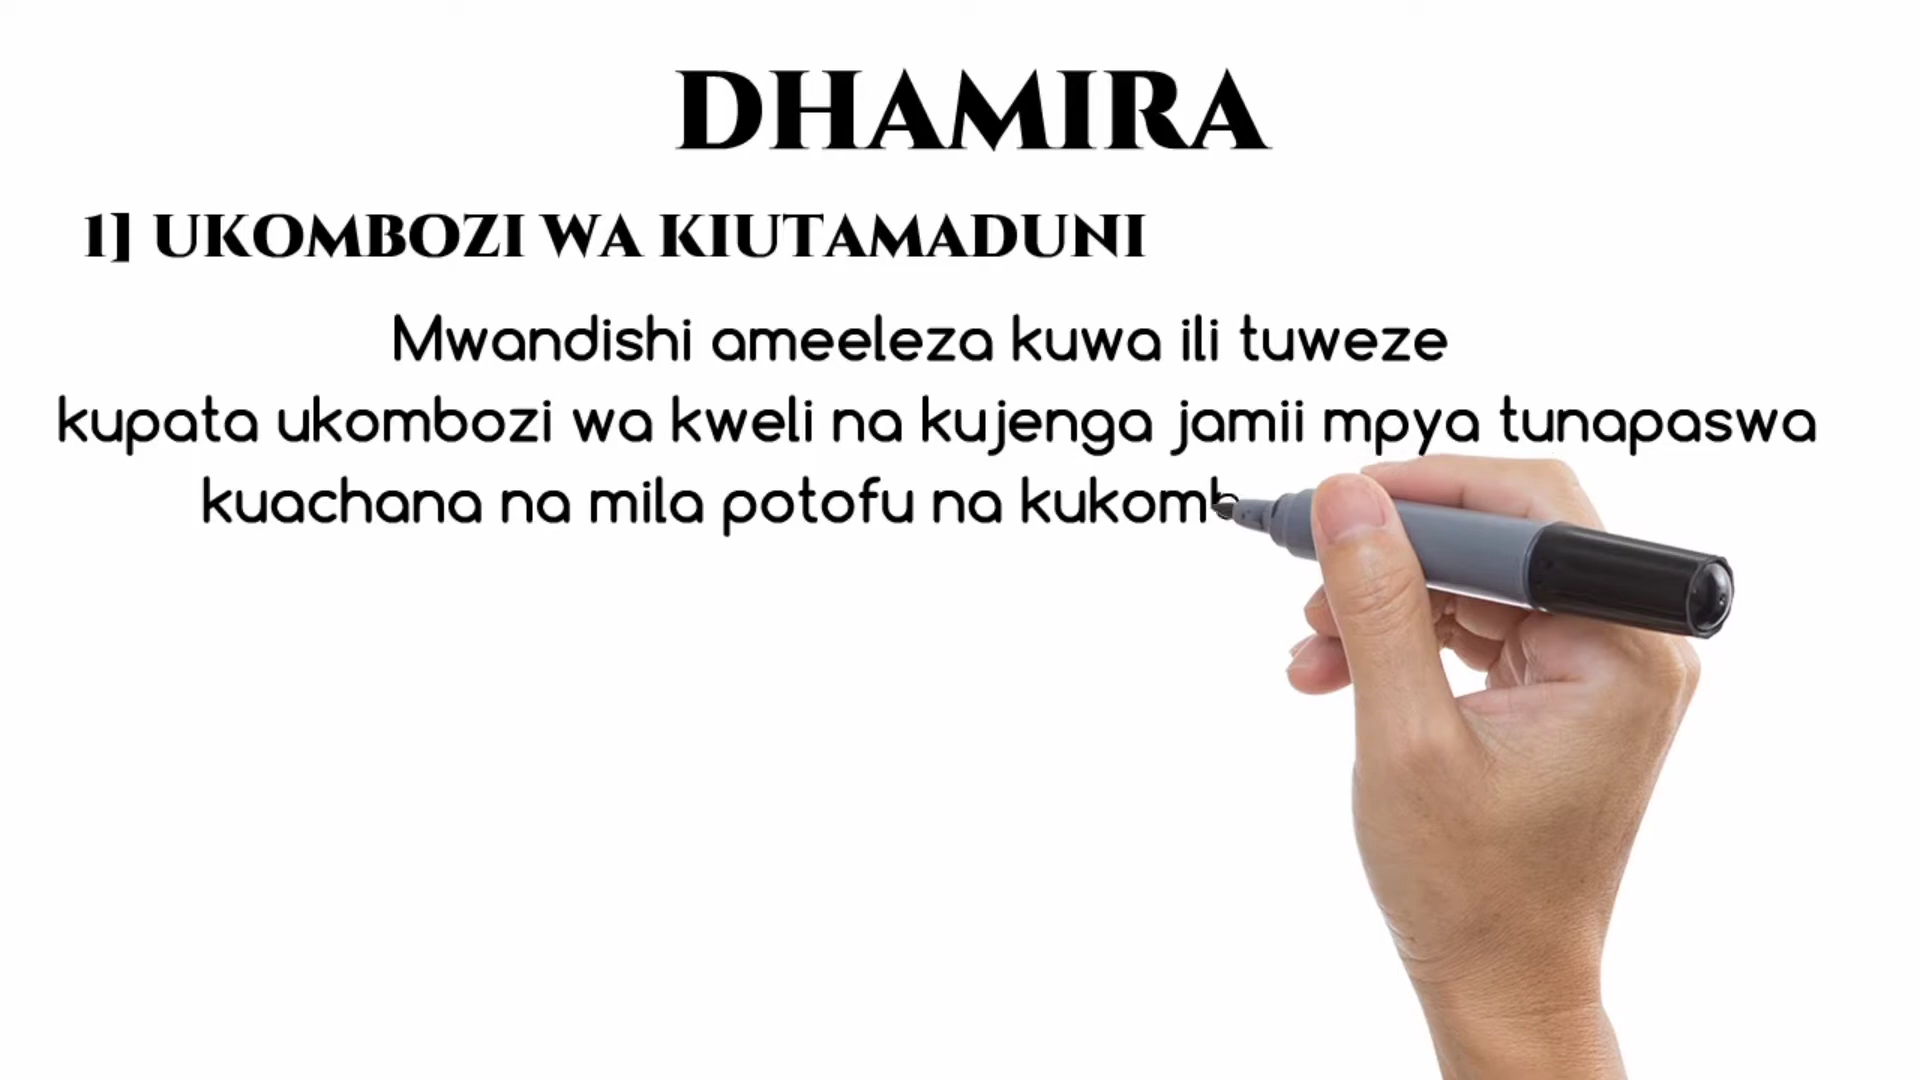 DHAMIRA
1] UKOMBOZI WA KIUTAMADUNI
Mwandishi ameeleza kuwa ili tuweze
kupata ukombozi wa kweli na kujenga jamii mpya tunapaswa
kuachana na mila potofu na